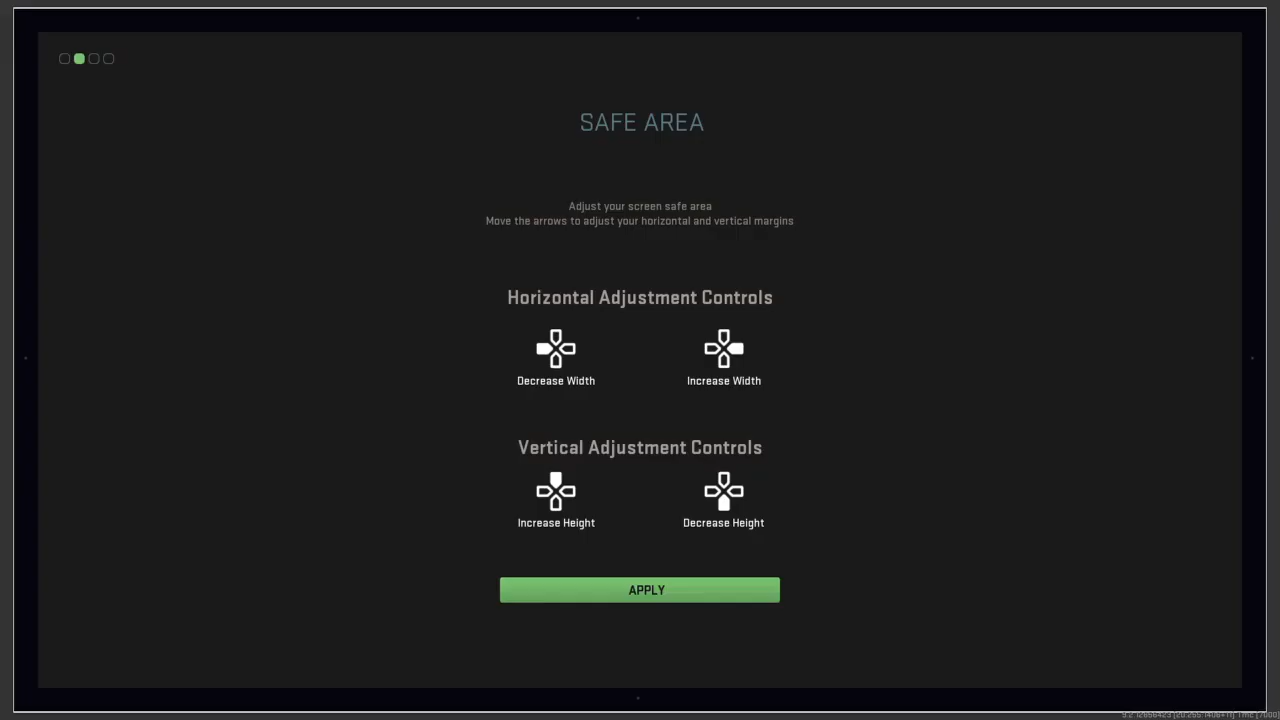 SAFE AREA
Adjust your screen safe area
Move the arrows to adjust your horizontal and vertical margins
Horizontal Adjustment Controls
Decrease Width
Increase Width
Vertical Adjustment Controls
Increase Height
Decrease Height
APPLY